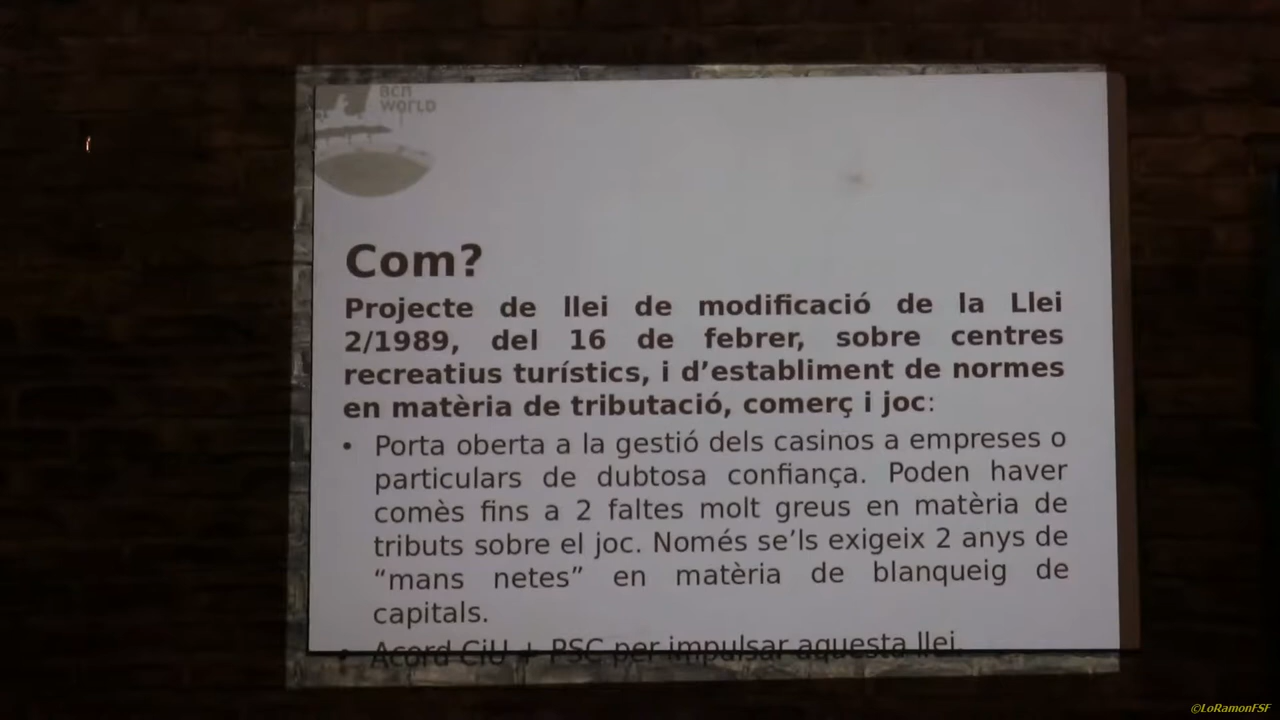 BCN
WORLD
Com?
Projecte de llei de modificació de la Llei
2/1989, del 16 de febrer, sobre centres
recreatius turístics, i d’establiment de normes
en matèria de tributació, comerç i joc:
• Porta oberta a la gestió dels casinos a empreses o
particulars de dubtosa confiança. Poden haver
comès fins a 2 faltes molt greus en matèria de
tributs sobre el joc. Només se’ls exigeix 2 anys de
“mans netes” en matèria de blanqueig de
capitals.
• Acord CiU + PSC per impulsar aquesta llei.
©LoRamonFSF